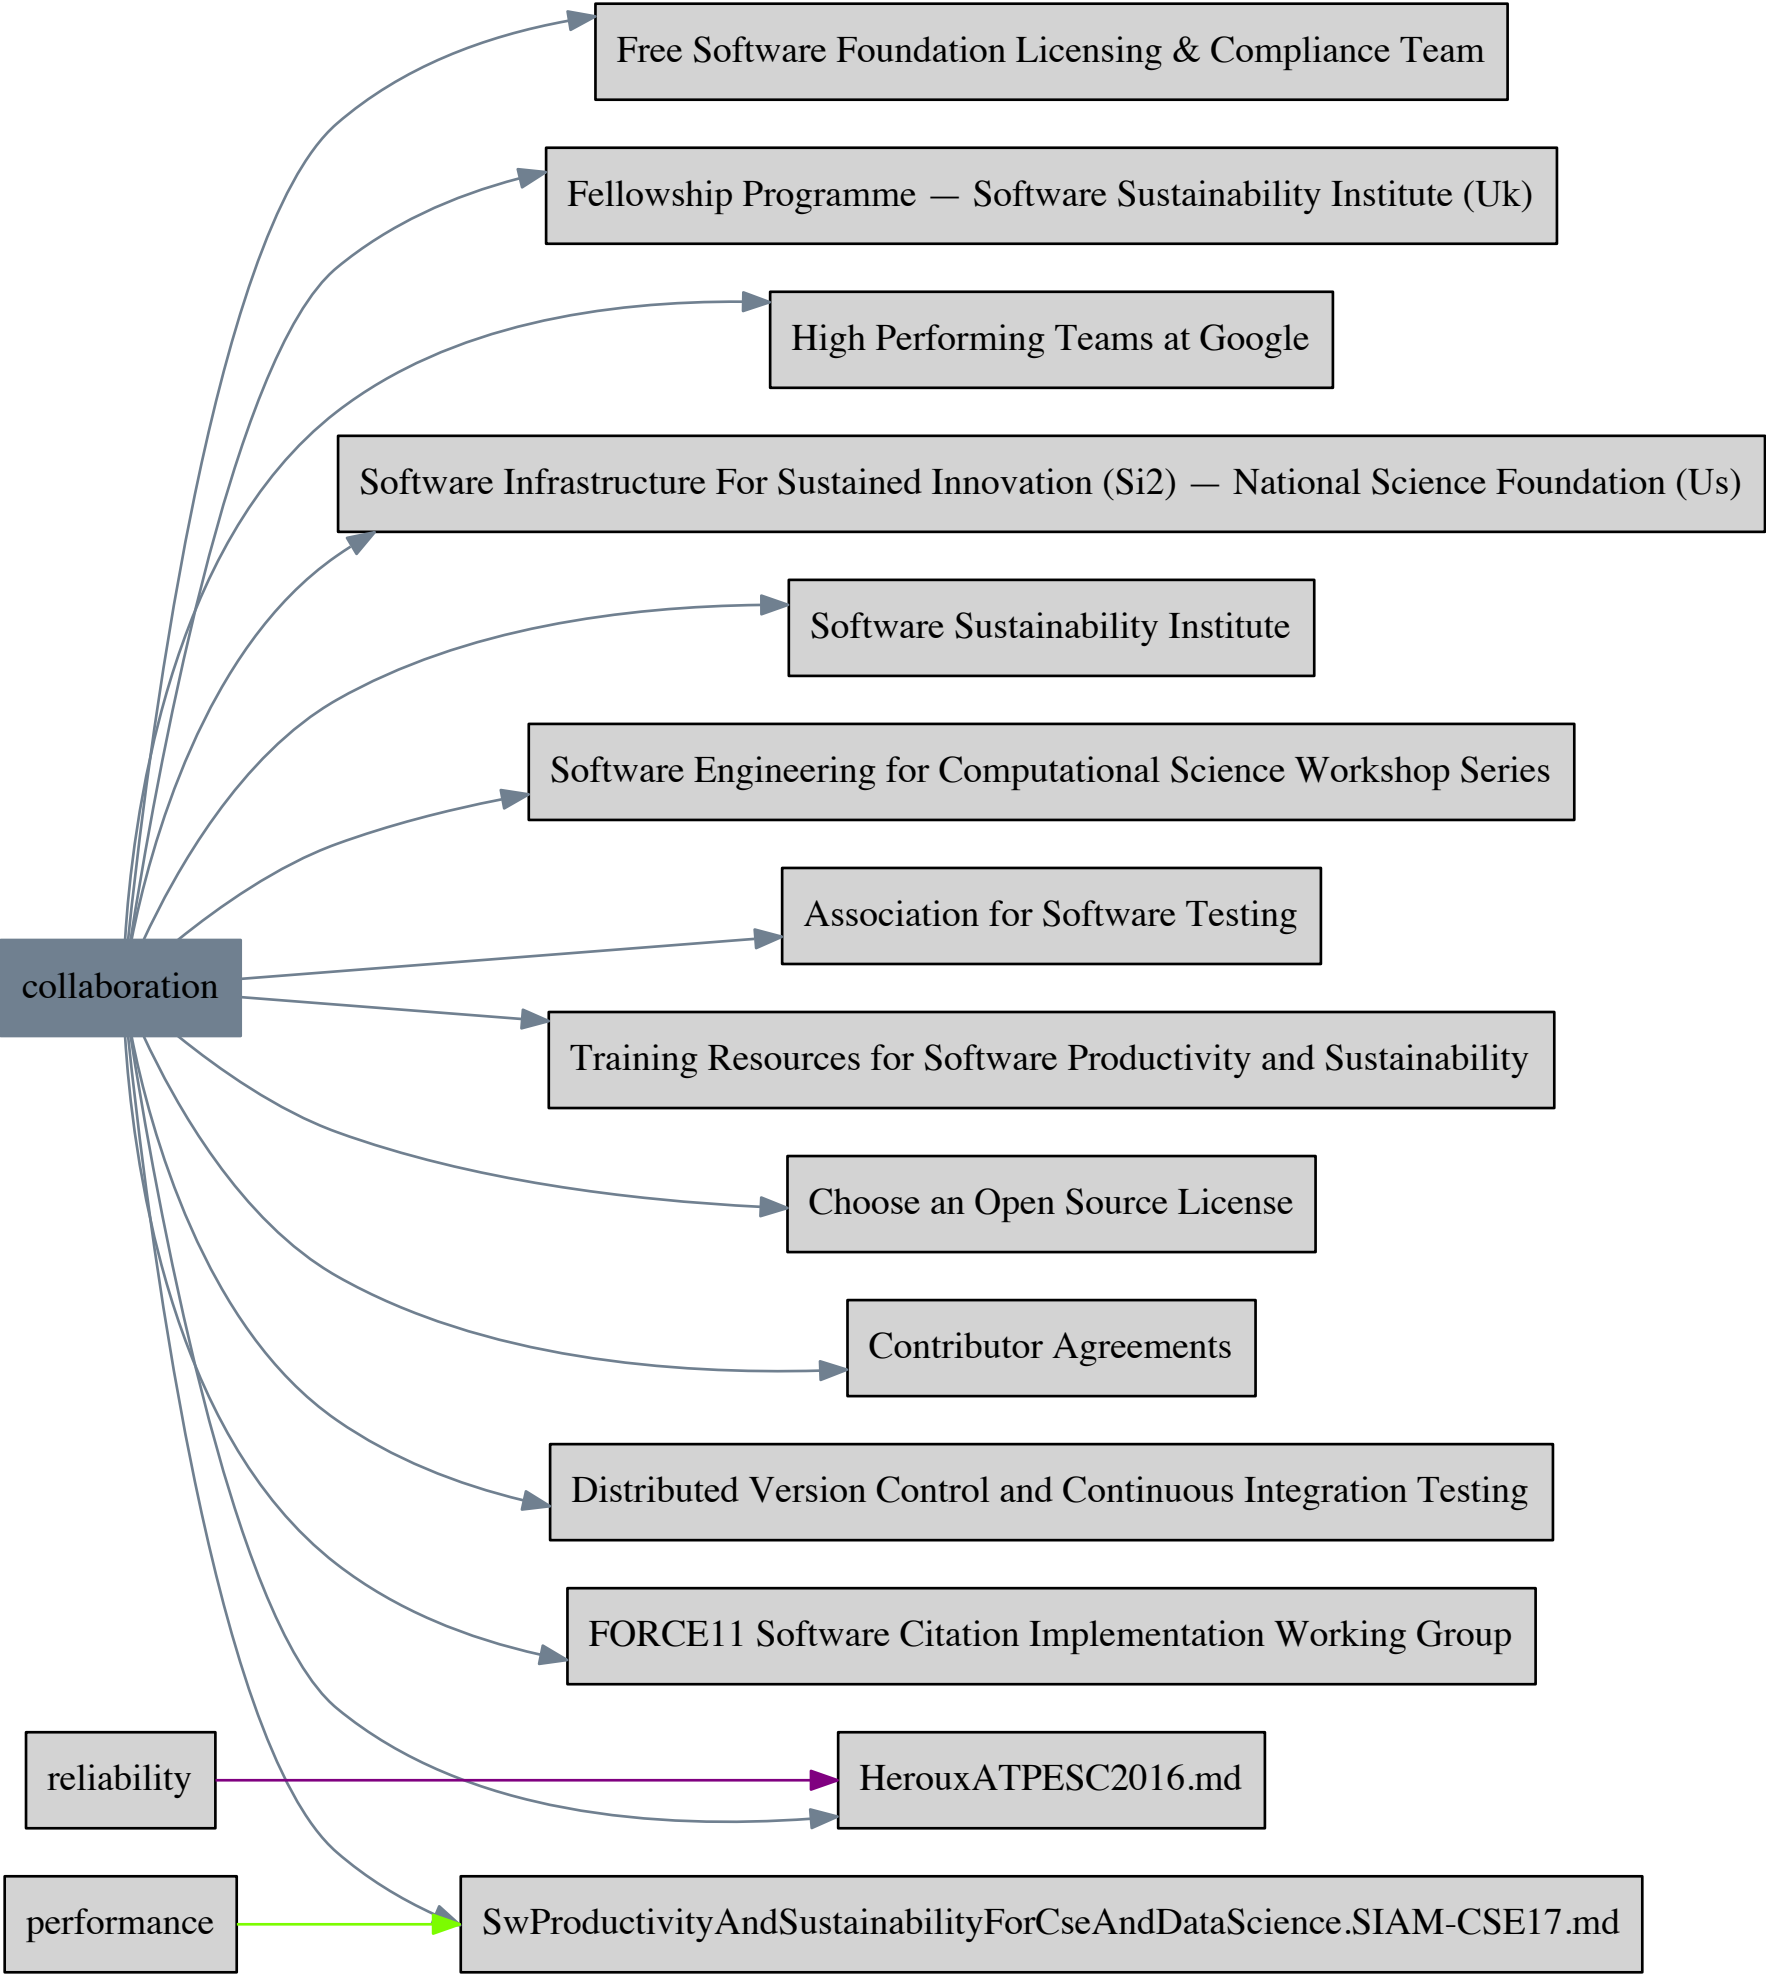 Free Software Foundation Licensing & Compliance Team
Fellowship Programme — Software Sustainability Institute (Uk)
High Performing Teams at Google
Software Infrastructure For Sustained Innovation (Si2) — National Science Foundation (Us)
Software Sustainability Institute
Software Engineering for Computational Science Workshop Series
Association for Software Testing
collaboration
Training Resources for Software Productivity and Sustainability
Choose an Open Source License
Contributor Agreements
Distributed Version Control and Continuous Integration Testing
FORCE11 Software Citation Implementation Working Group
reliability
HerouxATPESC2016.md
performance
SwProductivityAndSustainabilityForCseAndDataScience.SIAM-CSE17.md